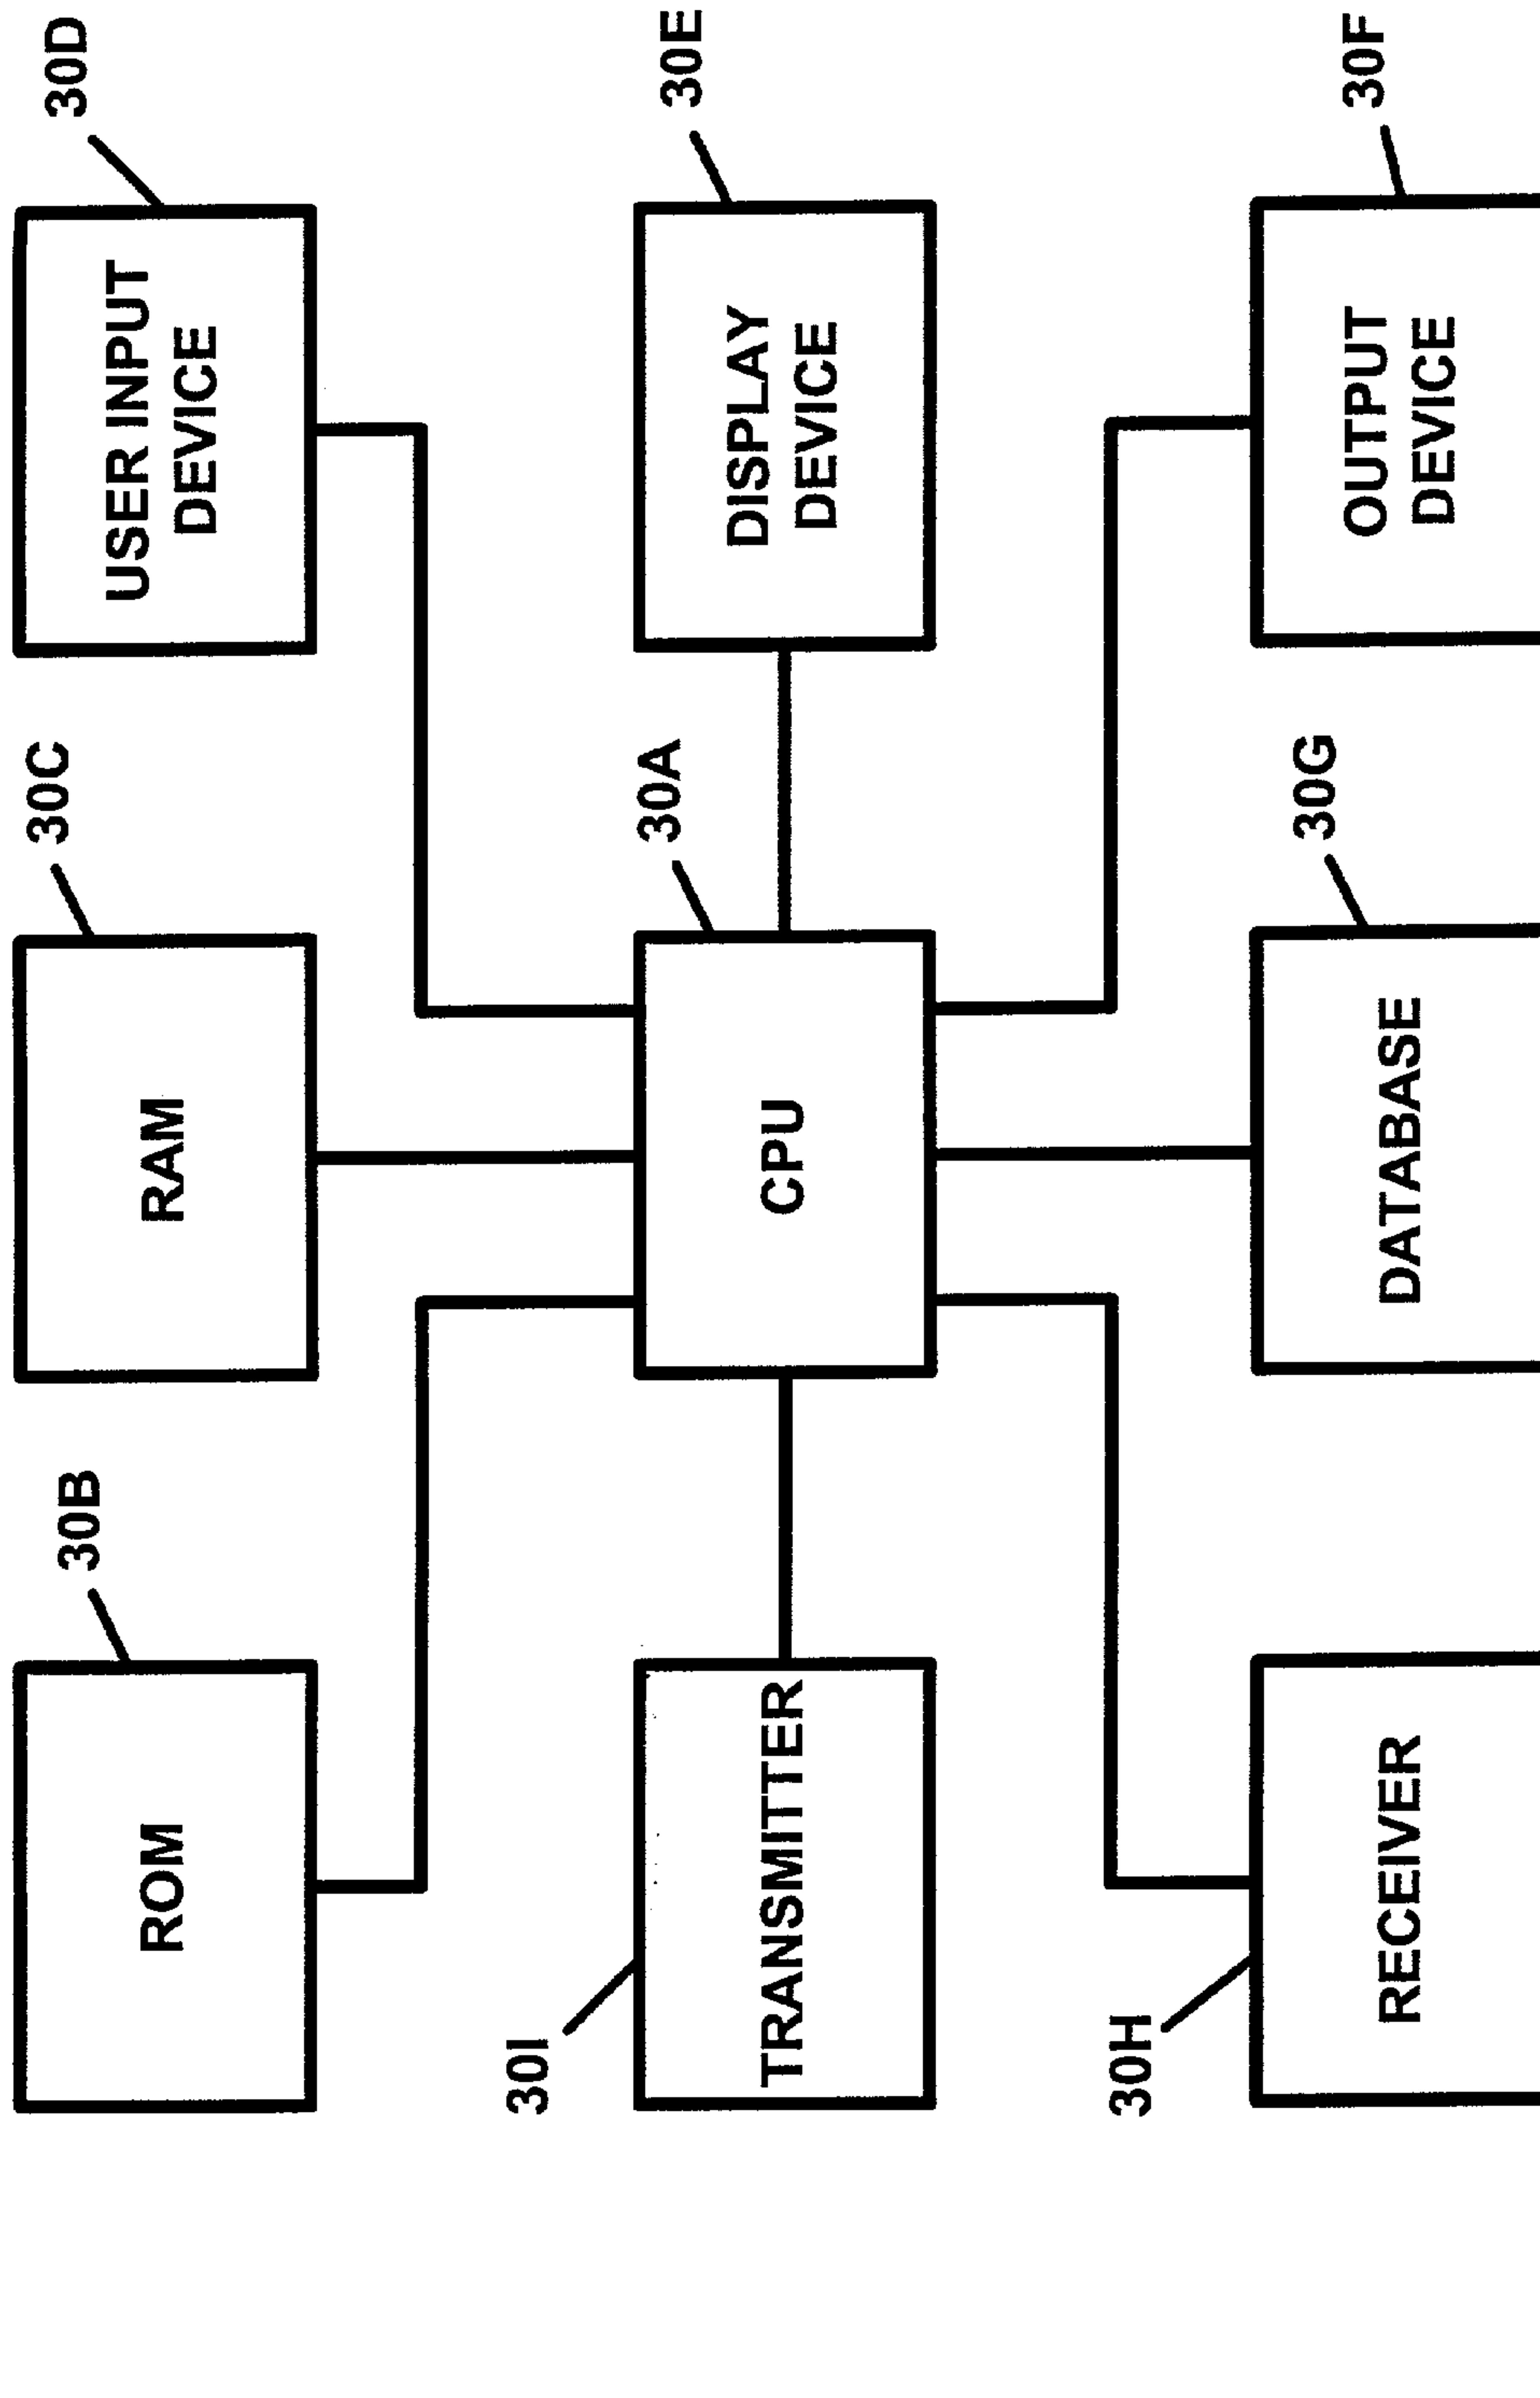 30B
ROM
30C
RAM
30D
USER INPUT
DEVICE
30I
TRANSMITTER
30A
CPU
30E
DISPLAY
DEVICE
30H
RECEIVER
30G
DATABASE
30F
OUTPUT
DEVICE